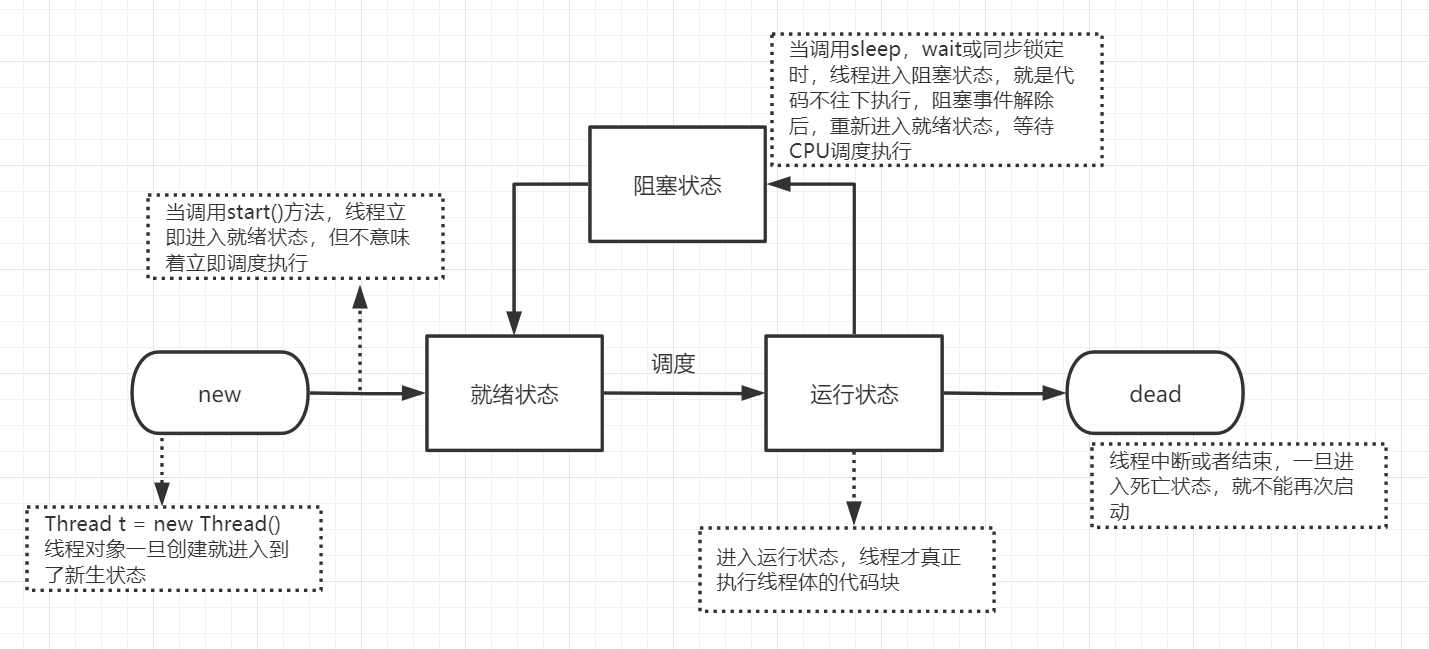 当调用sleep，wait或同步锁定
时，线程进入阻塞状态，就是代
码不往下执行，阻塞事件解除
后，重新进入就绪状态，等待
CPU调度执行
阻塞状态
当调用start()方法，线程立
即进入就绪状态，但不意味
着立即调度执行
new
就绪状态
调度
运行状态
dead
线程中断或者结束，一旦进
入死亡状态，就不能再次启
动
Thread t = new Thread()
线程对象一旦创建就进入到
了新生状态
进入运行状态，线程才真正
执行线程体的代码块